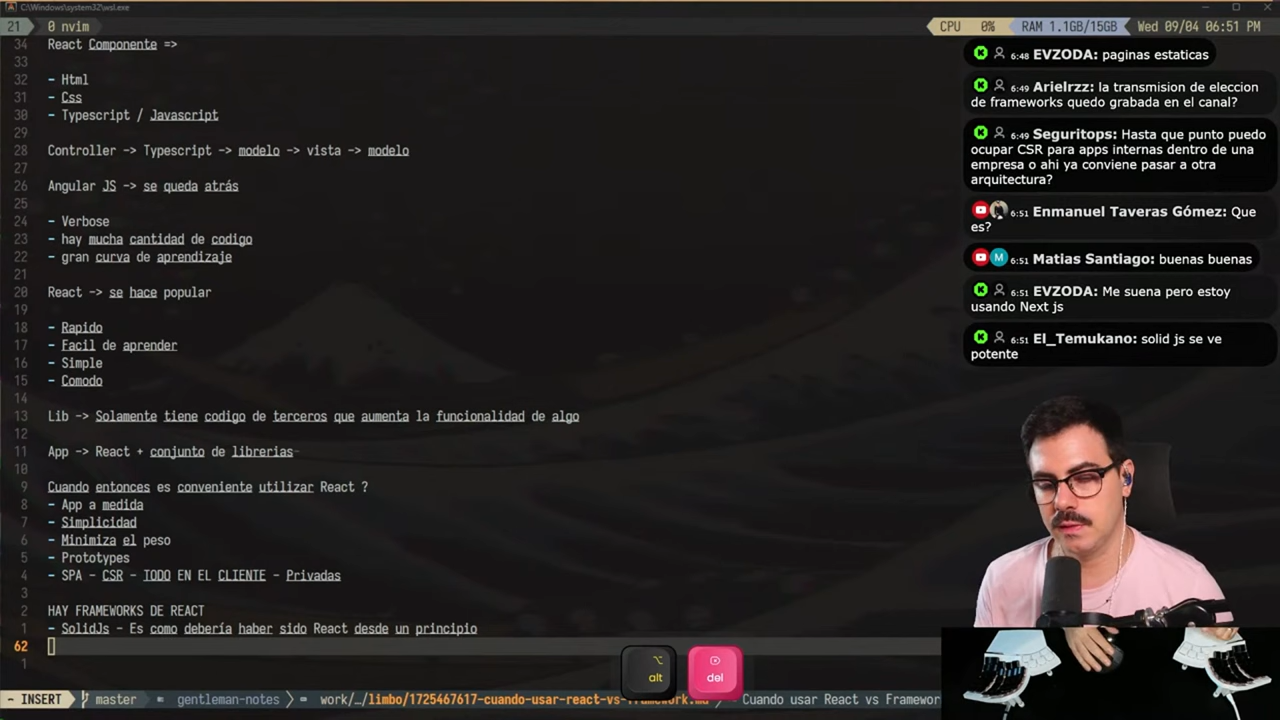 C:\Windows\system32\wsl.exe
21 0 nvim CPU 0% RAM 1.1GB/15GB Wed 09/04 06:51 PM
34 React Componente =>
33
32 - Html
31 - Css
30 - Typescript / Javascript
29
28 Controller -> Typescript -> modelo -> vista -> modelo
27
26 Angular JS -> se queda atrás
25
24 - Verbose
23 - hay mucha cantidad de codigo
22 - gran curva de aprendizaje
21
20 React -> se hace popular
19
18 - Rapido
17 - Facil de aprender
16 - Simple
15 - Comodo
14
13 Lib -> Solamente tiene codigo de terceros que aumenta la funcionalidad de algo
12
11 App -> React + conjunto de librerias-
10
9 Cuando entonces es conveniente utilizar React ?
8 - App a medida
7 - Simplicidad
6 - Minimiza el peso
5 - Prototypes
4 - SPA - CSR - TODO EN EL CLIENTE - Privadas
3
2 HAY FRAMEWORKS DE REACT
1 - SolidJs - Es como debería haber sido React desde un principio
62
1
- INSERT master gentleman-notes work/…/limbo/1725467617-cuando-usar-react-vs-framework.md Cuando usar React vs Framewor
alt
del
6:48 EVZODA: paginas estaticas
6:49 Arielrzz: la transmision de eleccion
de frameworks quedo grabada en el canal?
6:49 Seguritops: Hasta que punto puedo
ocupar CSR para apps internas dentro de una
empresa o ahi ya conviene pasar a otra
arquitectura?
6:51 Enmanuel Taveras Gómez: Que
es?
M 6:51 Matias Santiago: buenas buenas
6:51 EVZODA: Me suena pero estoy
usando Next js
6:51 El_Temukano: solid js se ve
potente